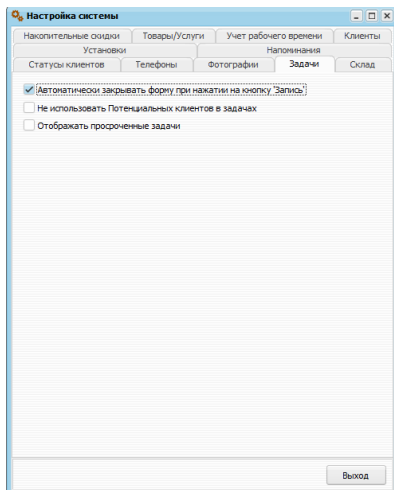 Настройка системы
Накопительные скидки Товары/Услуги Учет рабочего времени Клиенты
Установки Напоминания
Статусы клиентов Телефоны Фотографии Задачи Склад
Автоматически закрывать форму при нажатии на кнопку 'Запись'
Не использовать Потенциальных клиентов в задачах
Отображать просроченные задачи
Выход